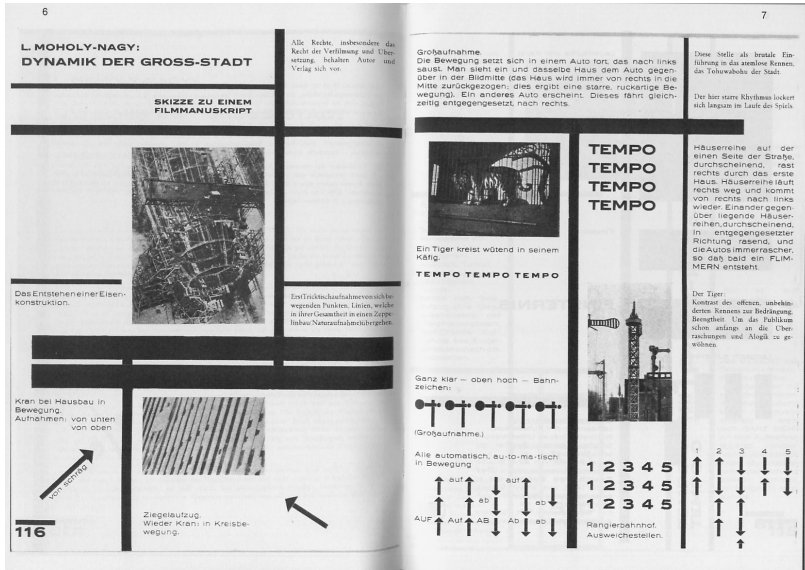 6
L. MOHOLY-NAGY:
DYNAMIK DER GROSS-STADT
SKIZZE ZU EINEM
FILMMANUSKRIPT
Alle Rechte, insbesondere das
Recht der Verfilmung und Über-
setzung, behalten Autor und
Verlag sich vor.
Das Entstehen einer Eisen-
konstruktion.
Erst Tricktischaufnahme von sich be-
wegenden Punkten, Linien, welche
in ihrer Gesamtheit in einen Zeppe-
linbau (Naturaufnahme) übergehen.
Kran bei Hausbau in
Bewegung.
Aufnahmen: von unten
von oben
von schräg
Ziegelaufzug.
Wieder Kran: in Kreisbe-
wegung.
116
7
Großaufnahme.
Die Bewegung setzt sich in einem Auto fort, das nach links
saust. Man sieht ein und dasselbe Haus dem Auto gegen-
über in der Bildmitte (das Haus wird immer von rechts in die
Mitte zurückgezogen; dies ergibt eine starre, ruckartige Be-
wegung). Ein anderes Auto erscheint. Dieses fährt gleich-
zeitig entgegengesetzt, nach rechts.
Diese Stelle als brutale Ein-
führung in das atemlose Rennen,
das Tohuwabohu der Stadt.
Der hier starre Rhythmus lockert
sich langsam im Laufe des Spiels.
Ein Tiger kreist wütend in seinem
Käfig.
TEMPO TEMPO TEMPO
TEMPO
TEMPO
TEMPO
TEMPO
Häuserreihe auf der
einen Seite der Straße,
durchscheinend, rast
rechts durch das erste
Haus. Häuserreihe läuft
rechts weg und kommt
von rechts nach links
wieder. Einander gegen-
über liegende Häuser-
reihen, durchscheinend,
in entgegengesetzter
Richtung rasend, und
die Autos immer rascher,
so daß bald ein FLIM-
MERN entsteht.
Der Tiger:
Kontrast des offenen, unbehin-
derten Rennens zur Bedrängung,
Beengtheit. Um das Publikum
schon anfangs an die Über-
raschungen und Alogik zu ge-
wöhnen.
Ganz klar — oben hoch — Bahn-
zeichen:
(Großaufnahme.)
Alle automatisch, au-to-ma-tisch
in Bewegung
auf auf
ab ab
AUF Auf AB Ab ab
1 2 3 4 5
1 2 3 4 5
1 2 3 4 5
Rangierbahnhof.
Ausweichestellen.
1 2 3 4 5